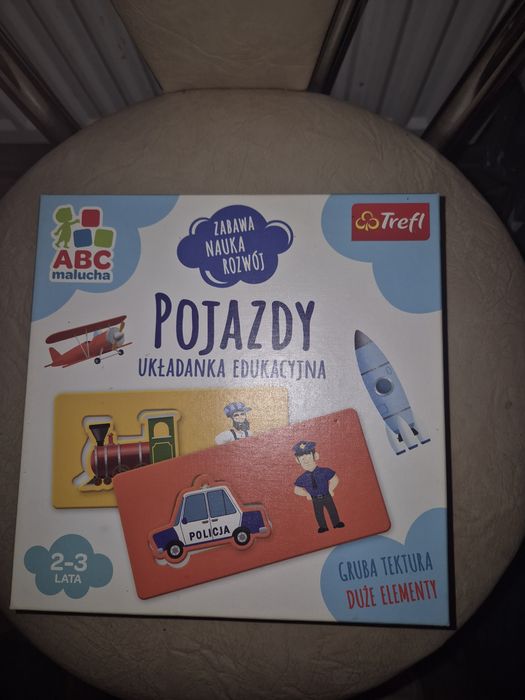 ABC
malucha
ZABAWA
NAUKA
ROZWÓJ
Trefl
POJAZDY
UKŁADANKA EDUKACYJNA
POLICJA
2-3
LATA
GRUBA TEKTURA
DUŻE ELEMENTY